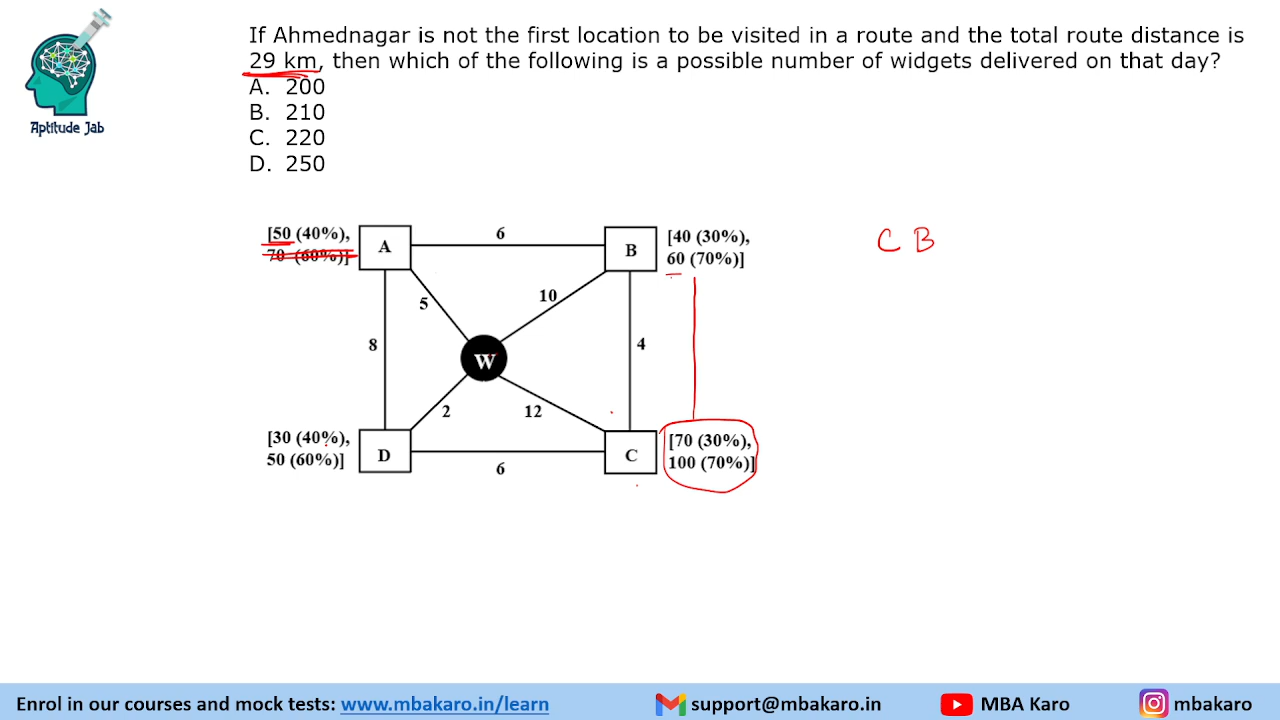 If Ahmednagar is not the first location to be visited in a route and the total route distance is
29 km, then which of the following is a possible number of widgets delivered on that day?
A. 200
B. 210
C. 220
D. 250
Aptitude Jab
[50 (40%),
70 (60%)]
A
6
B
[40 (30%),
60 (70%)]
C B
5
10
8
W
4
2
12
[30 (40%),
50 (60%)]
D
6
C
[70 (30%),
100 (70%)]
Enrol in our courses and mock tests: www.mbakaro.in/learn
support@mbakaro.in
MBA Karo
mbakaro